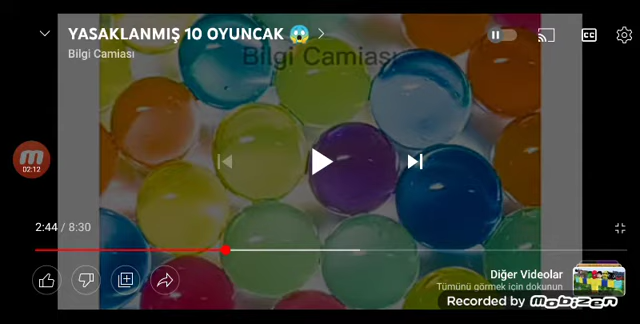 YASAKLANMIŞ 10 OYUNCAK 😱
Bilgi Camiası
Bilgi Camiası
CC
02:12
2:44 / 8:30
Diğer Videolar
Tümünü görmek için dokunun
Recorded by Mobizen